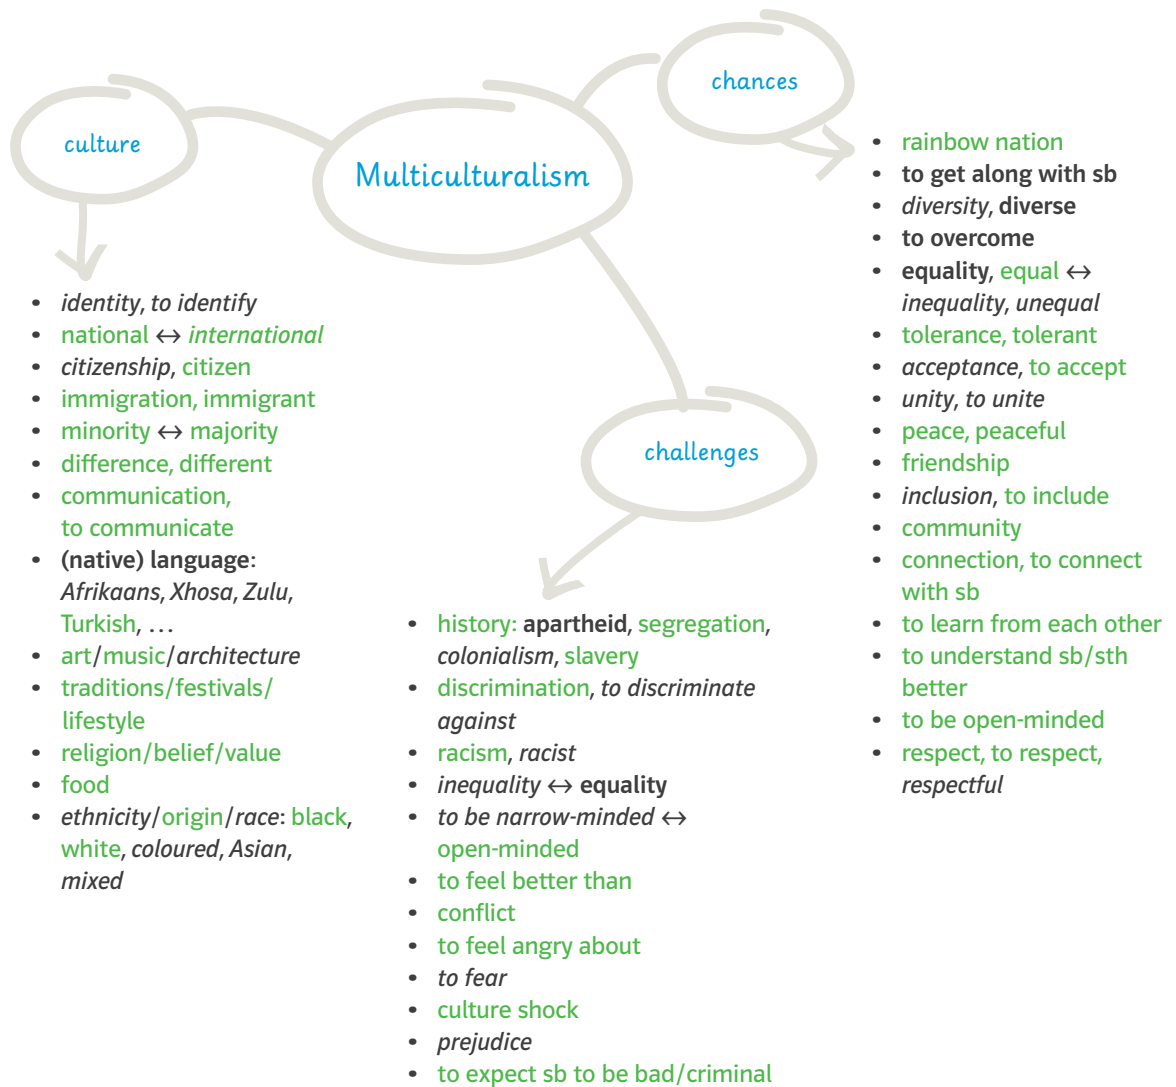 Multiculturalism
culture
• identity, to identify
• national ↔ international
• citizenship, citizen
• immigration, immigrant
• minority ↔ majority
• difference, different
• communication,
to communicate
• (native) language:
Afrikaans, Xhosa, Zulu,
Turkish, …
• art/music/architecture
• traditions/festivals/
lifestyle
• religion/belief/value
• food
• ethnicity/origin/race: black,
white, coloured, Asian,
mixed
challenges
• history: apartheid, segregation,
colonialism, slavery
• discrimination, to discriminate
against
• racism, racist
• inequality ↔ equality
• to be narrow-minded ↔
open-minded
• to feel better than
• conflict
• to feel angry about
• to fear
• culture shock
• prejudice
• to expect sb to be bad/criminal
chances
• rainbow nation
• to get along with sb
• diversity, diverse
• to overcome
• equality, equal ↔
inequality, unequal
• tolerance, tolerant
• acceptance, to accept
• unity, to unite
• peace, peaceful
• friendship
• inclusion, to include
• community
• connection, to connect
with sb
• to learn from each other
• to understand sb/sth
better
• to be open-minded
• respect, to respect,
respectful